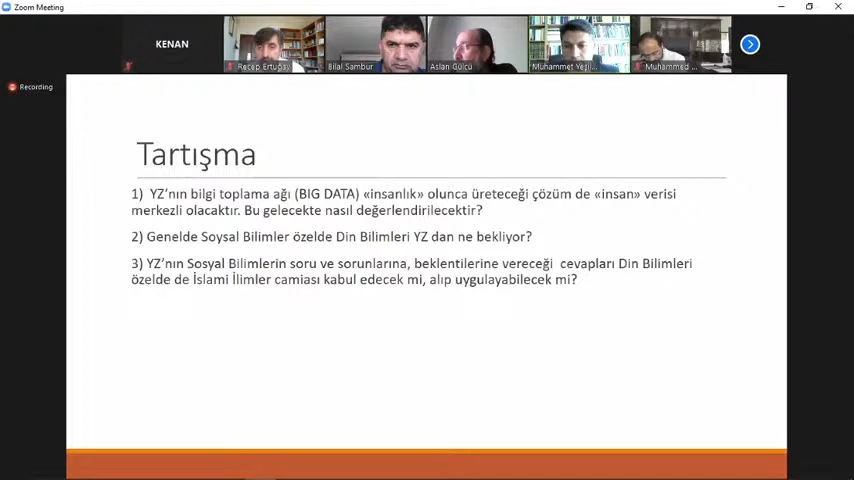 Zoom Meeting
KENAN
Recep Ertugay
Bilal Sambur
Aslan Gülcü
Muhammet Yeşil...
Muhammed ...
Recording
Tartışma
1) YZ’nın bilgi toplama ağı (BIG DATA) «insanlık» olunca üreteceği çözüm de «insan» verisi
merkezli olacaktır. Bu gelecekte nasıl değerlendirilecektir?
2) Genelde Soysal Bilimler özelde Din Bilimleri YZ dan ne bekliyor?
3) YZ’nın Sosyal Bilimlerin soru ve sorunlarına, beklentilerine vereceği cevapları Din Bilimleri
özelde de İslami İlimler camiası kabul edecek mi, alıp uygulayabilecek mi?